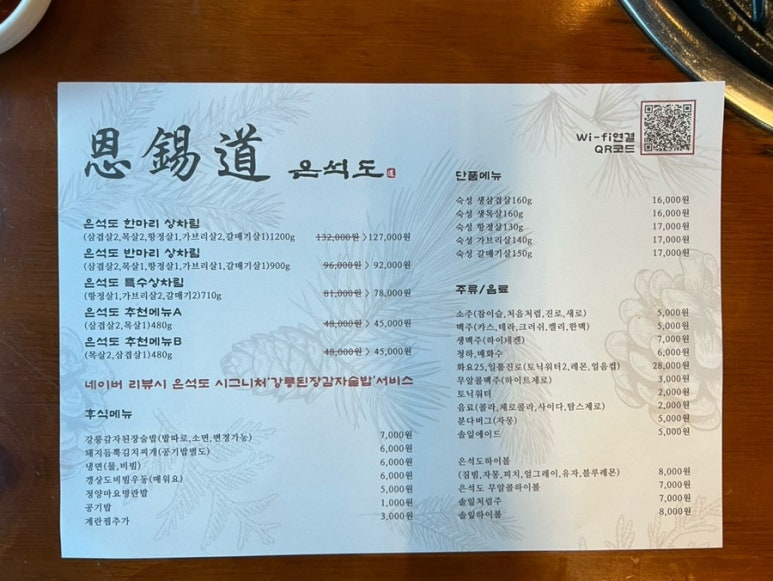 恩錫道 은석도
은석도 한마리 상차림
(삼겹살2,목살2,항정살1,가브리살2,갈매기살1)1200g 132,000원 > 127,000원
은석도 반마리 상차림
(삼겹살2,목살1,항정살1,가브리살1,갈매기살1)900g 96,000원 > 92,000원
은석도 특수상차림
(항정살1,가브리살2,갈매기2)710g 81,000원 > 78,000원
은석도 추천메뉴A
(삼겹살2,목살1)480g 48,000원 > 45,000원
은석도 추천메뉴B
(목살2,삼겹살1)480g 48,000원 > 45,000원
네이버 리뷰시 은석도 시그니처'강릉된장감자술밥'서비스
후식메뉴
강릉감자된장술밥(밥따로,소면,변경가능) 7,000원
돼지듬뿍김치찌개(공기밥별도) 6,000원
냉면(물,비빔) 6,000원
갱상도비빔우동(매워요) 6,000원
청양마요명란밥 5,000원
공기밥 1,000원
계란찜추가 3,000원
Wi-fi연결
QR코드
단품메뉴
숙성 생삼겹살160g 16,000원
숙성 생목살160g 16,000원
숙성 항정살130g 17,000원
숙성 가브리살140g 17,000원
숙성 갈매기살150g 17,000원
주류/음료
소주(참이슬,처음처럼,진로,새로) 5,000원
맥주(카스,테라,크러쉬,켈리,한맥) 5,000원
생맥주(하이네켄) 7,000원
청하,매화수 6,000원
화요25,일품진로(토닉워터2,레몬,얼음컵) 28,000원
무알콜맥주(하이트제로) 3,000원
토닉워터 2,000원
음료(콜라,제로콜라,사이다,탐스제로) 2,000원
분다버그(자몽) 5,000원
솔잎에이드 5,000원
은석도하이볼
(짐빔,자몽,피치,얼그레이,유자,블루레몬) 8,000원
은석도 무알콜하이볼 7,000원
솔잎처럼주 7,000원
솔잎하이볼 8,000원